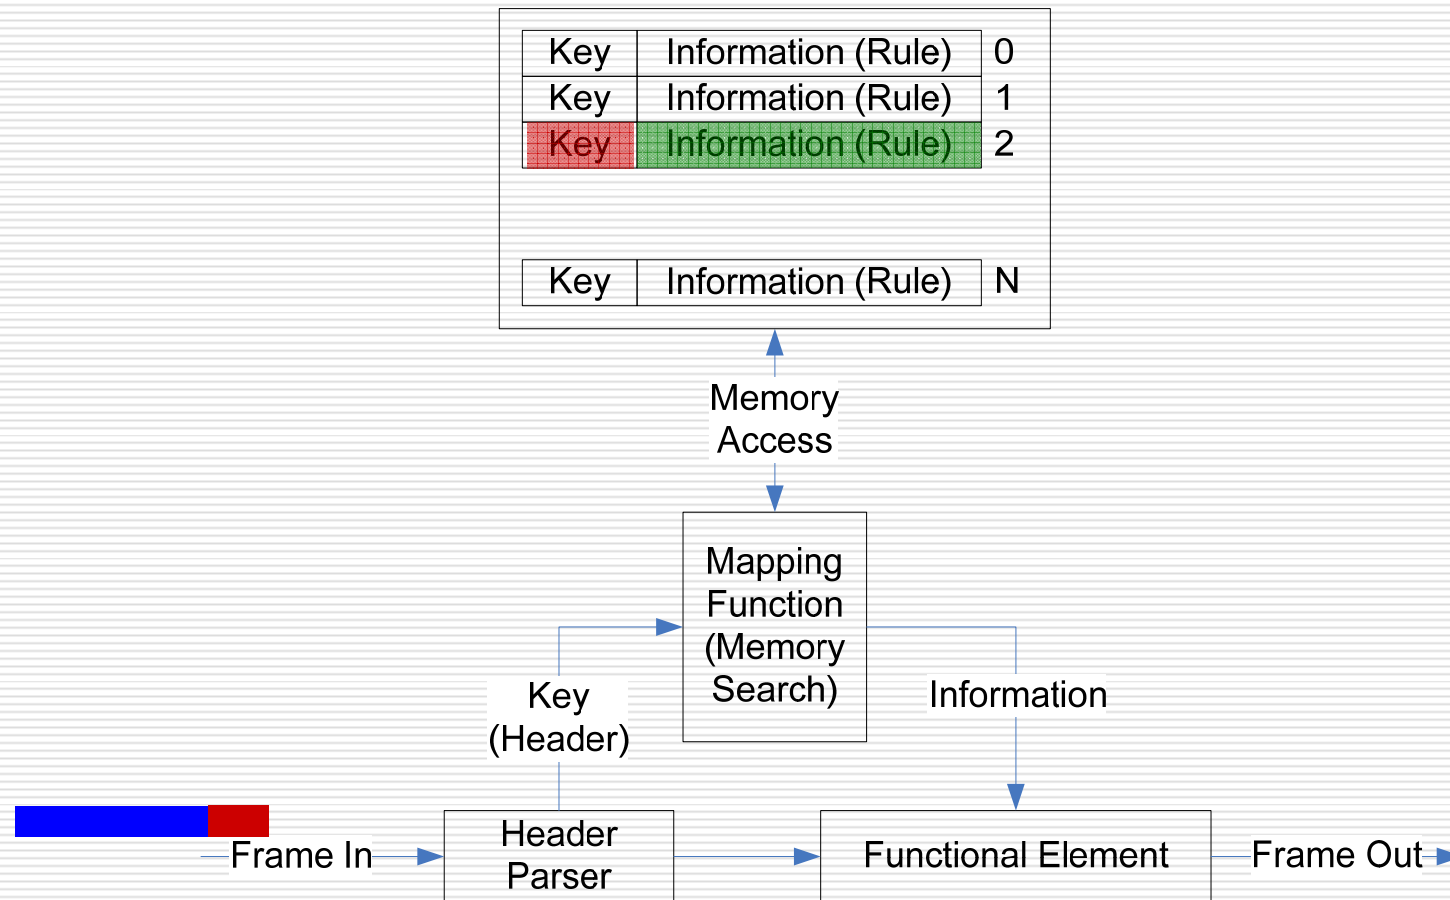 Key Information (Rule) 0
Key Information (Rule) 1
Key Information (Rule) 2
Key Information (Rule) N
Memory
Access
Mapping
Function
(Memory
Search)
Key
(Header)
Information
Frame In
Header
Parser
Functional Element
Frame Out